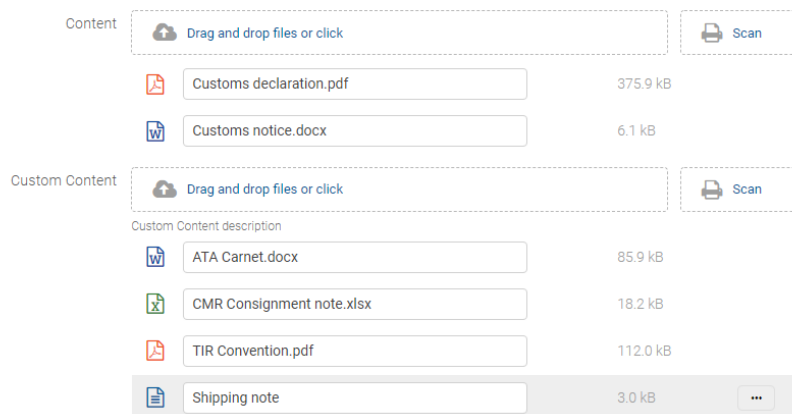 Content
Drag and drop files or click
Scan
Customs declaration.pdf
375.9 kB
Customs notice.docx
6.1 kB
Custom Content
Drag and drop files or click
Scan
Custom Content description
ATA Carnet.docx
85.9 kB
CMR Consignment note.xlsx
18.2 kB
TIR Convention.pdf
112.0 kB
Shipping note
3.0 kB